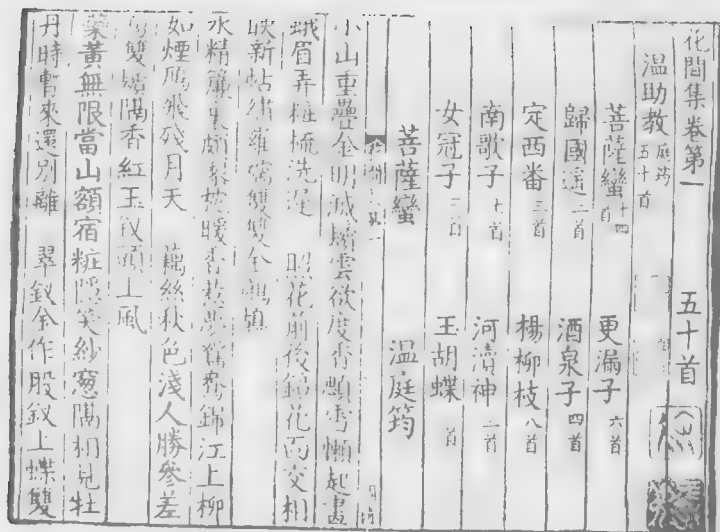 花間集卷第一 五十首
溫助教庭筠 五十首
菩薩蠻十四首 更漏子六首
歸國遥二首 酒泉子四首
定西番三首 楊柳枝八首
南歌子七首 河瀆神三首
女冠子二首 玉胡蝶 首
菩薩蠻 溫庭筠
小山重疊金明滅鬢雲欲度香顋雪懶起畫
蛾眉弄粧梳洗遲 照花前後鏡花面交相
映新帖繡羅襦雙雙金鷓鴣
水精簾裏頗黎枕暖香惹夢鴛鴦錦江上柳
如煙鴈飛殘月天 藕絲秋色淺人勝參差
雙鬢隔香紅玉釵頭上風
蘂黃無限當山額宿粧隱笑紗窻隔相見牡
丹時暫來還別離 翠釵金作股釵上蝶雙